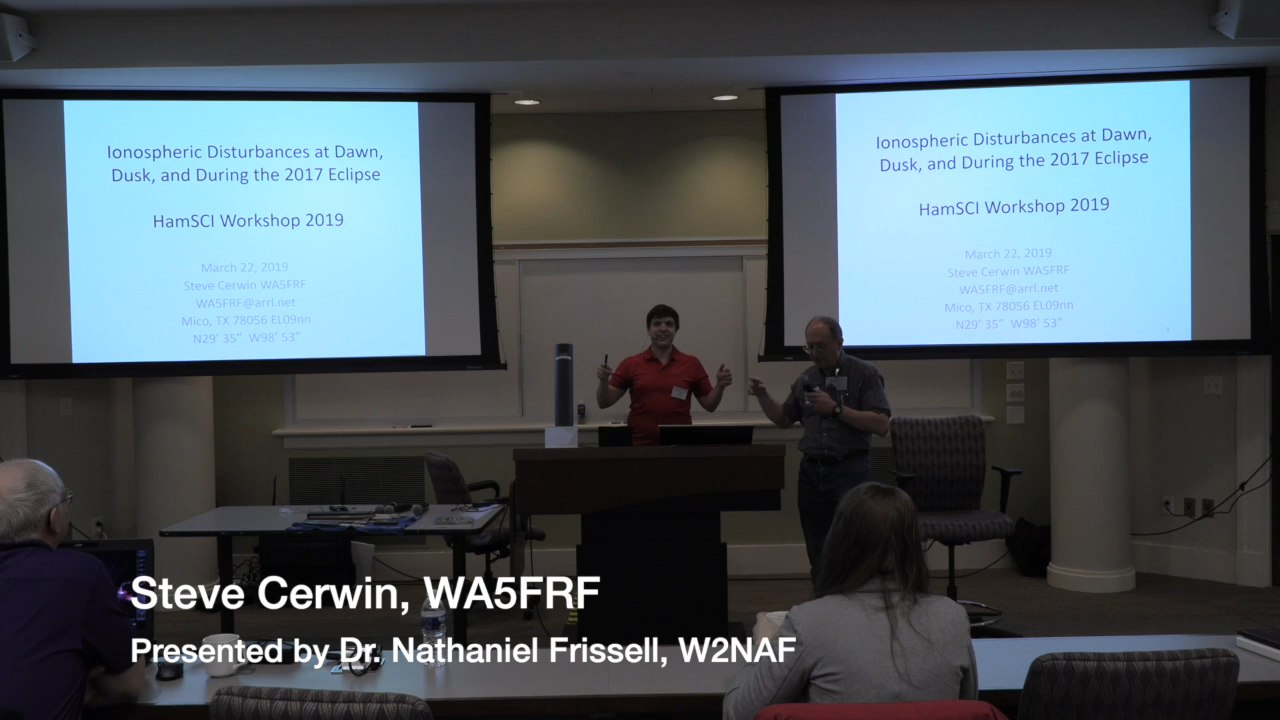 Ionospheric Disturbances at Dawn,
Dusk, and During the 2017 Eclipse
HamSCI Workshop 2019
March 22, 2019
Steve Cerwin WA5FRF
WA5FRF@arrl.net
Mico, TX 78056 EL09nn
N29' 35" W98' 53"
Ionospheric Disturbances at Dawn,
Dusk, and During the 2017 Eclipse
HamSCI Workshop 2019
March 22, 2019
Steve Cerwin WA5FRF
WA5FRF@arrl.net
Mico, TX 78056 EL09nn
N29' 35" W98' 53"
Steve Cerwin, WA5FRF
Presented by Dr. Nathaniel Frissell, W2NAF